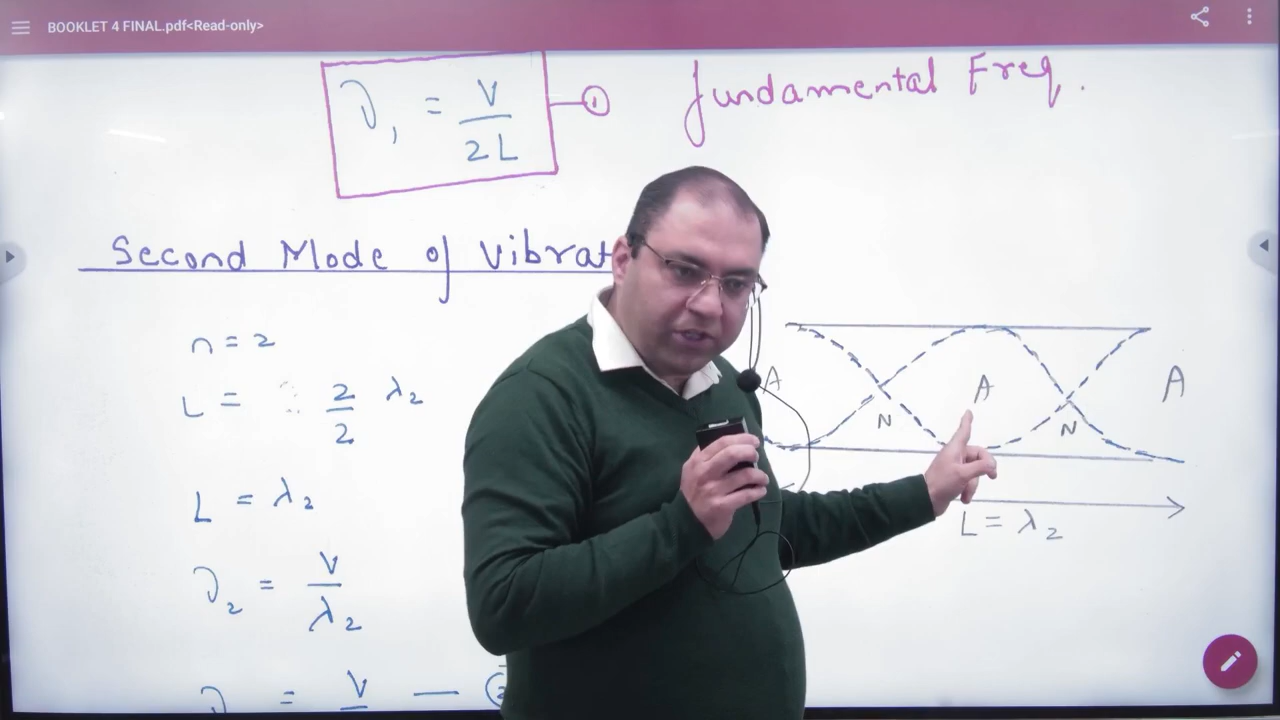 BOOKLET 4 FINAL.pdf<Read-only>
ν₁ = V/2L — ①
fundamental Freq.
Second Mode of Vibrat
n = 2
L = 2/2 λ₂
L = λ₂
ν₂ = V/λ₂
A
N
A
N
A
L = λ₂